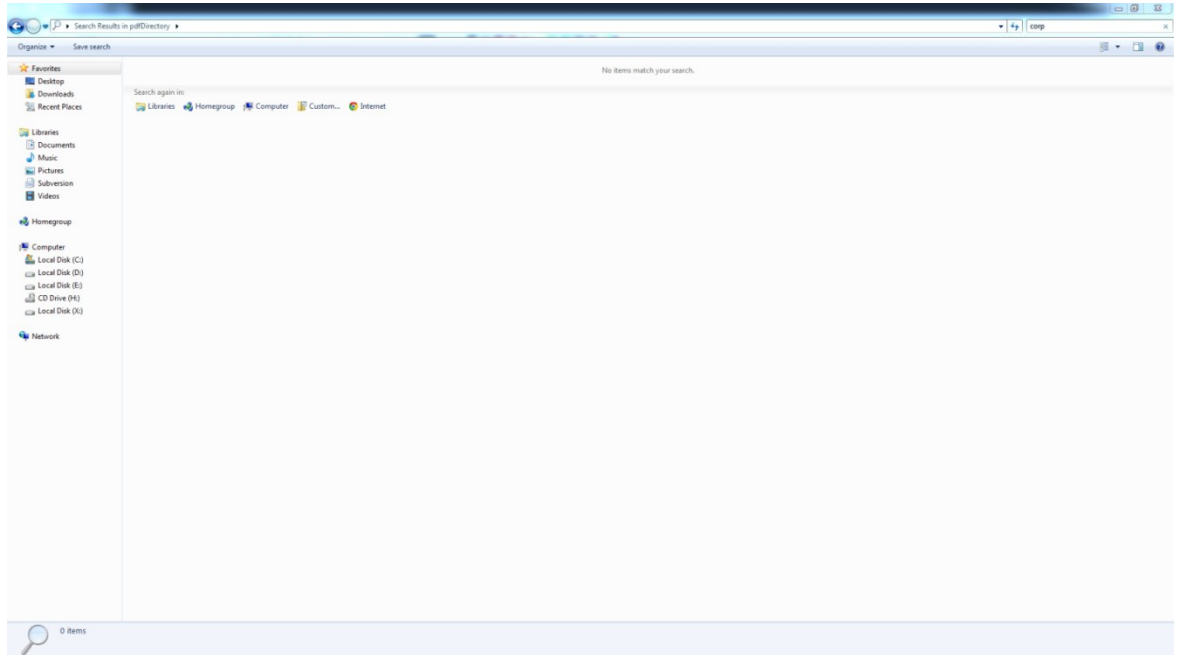 Search Results in pdfDirectory
corp
Organize Save search
No items match your search.
Favorites
Desktop
Downloads
Recent Places
Libraries
Documents
Music
Pictures
Subversion
Videos
Homegroup
Computer
Local Disk (C:)
Local Disk (D:)
Local Disk (E:)
CD Drive (H:)
Local Disk (X:)
Network
Search again in:
Libraries Homegroup Computer Custom... Internet
0 items